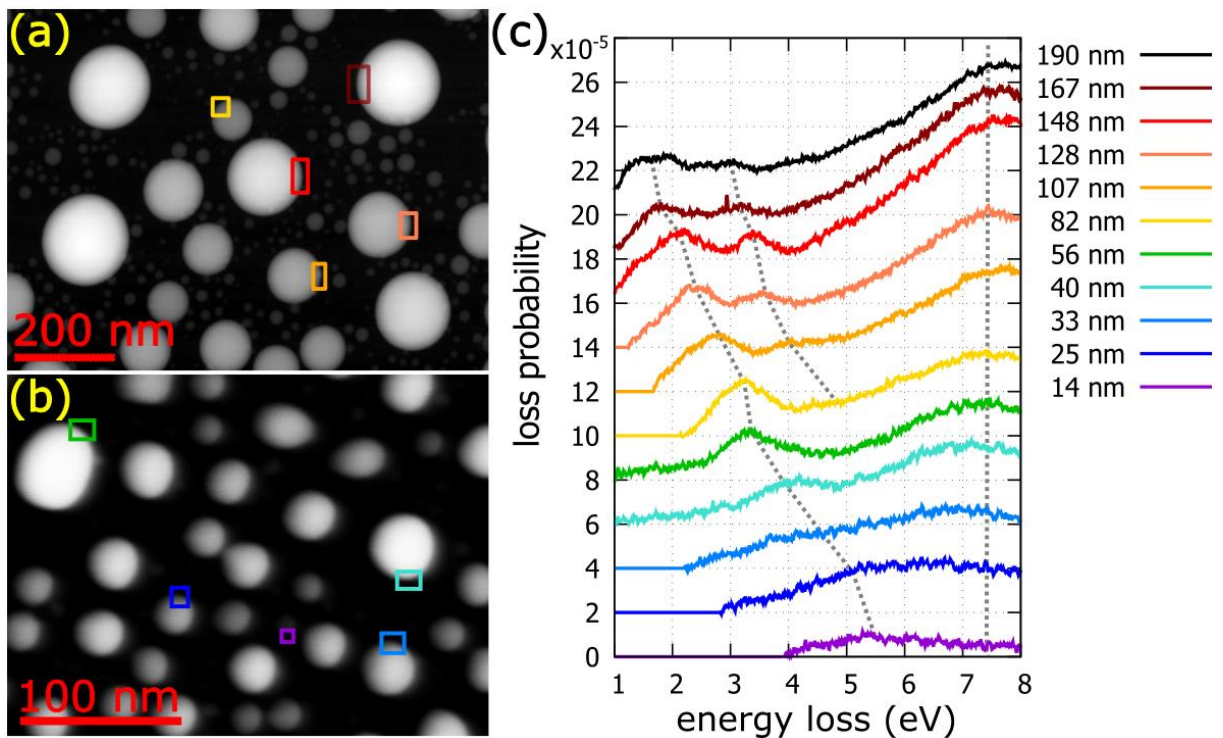 (a)
200 nm
(b)
100 nm
(c)
x10-5
26
24
22
20
18
16
14
12
10
8
6
4
2
0
loss probability
1 2 3 4 5 6 7 8
energy loss (eV)
190 nm
167 nm
148 nm
128 nm
107 nm
82 nm
56 nm
40 nm
33 nm
25 nm
14 nm